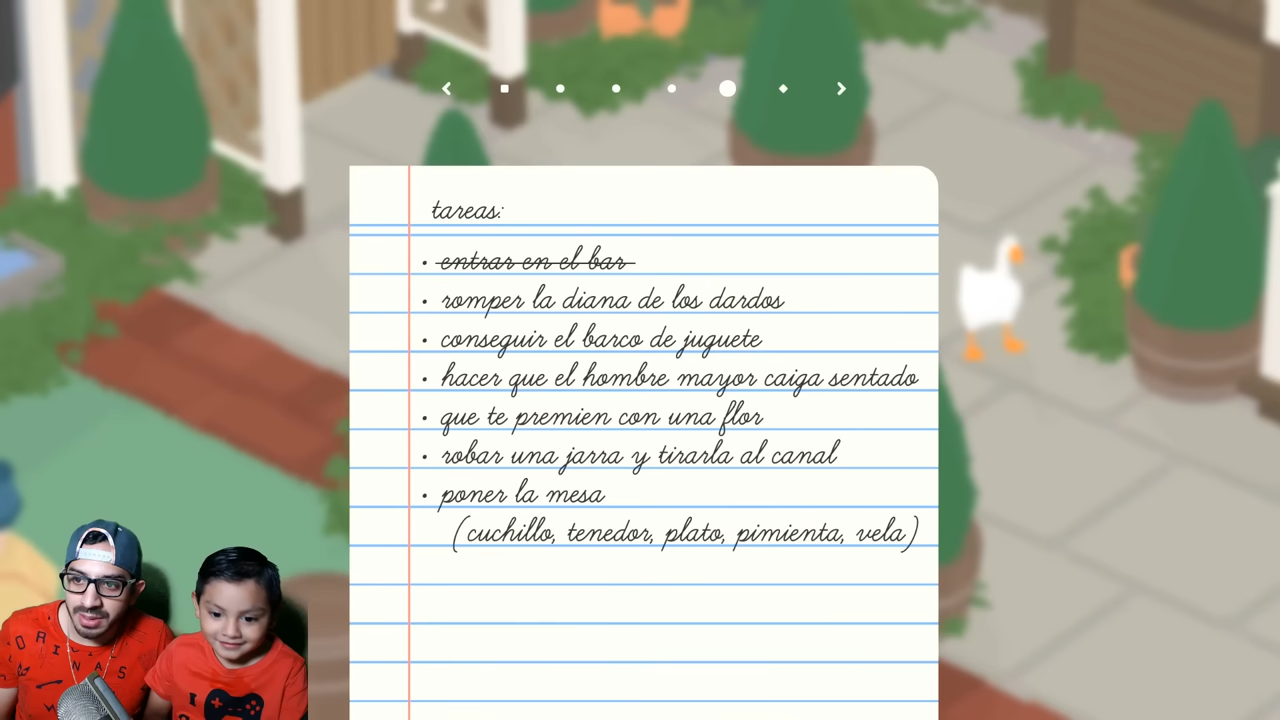 tareas:
• entrar en el bar
• romper la diana de los dardos
• conseguir el barco de juguete
• hacer que el hombre mayor caiga sentado
• que te premien con una flor
• robar una jarra y tirarla al canal
• poner la mesa
(cuchillo, tenedor, plato, pimienta, vela)